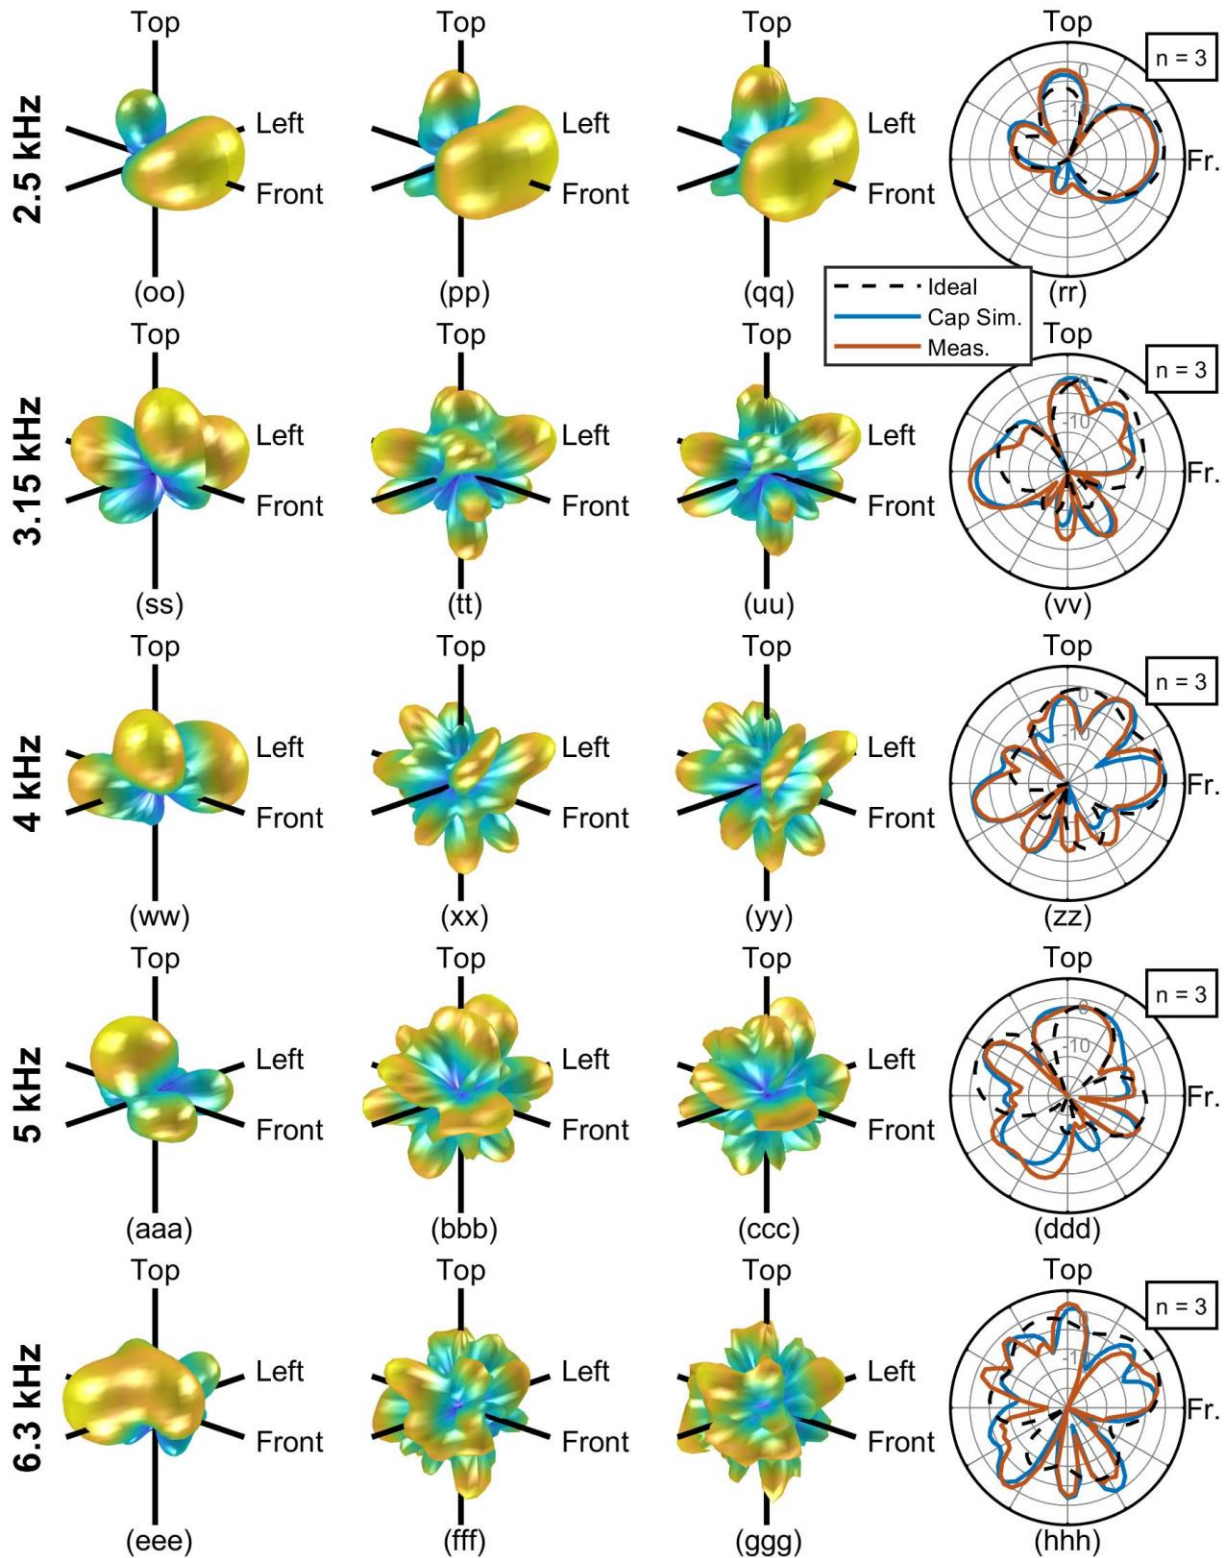 Top Top Top Top
n = 3
2.5 kHz
0
-1
Left Left Left
Fr.
Front Front Front
(oo) (pp) (qq) (rr)
Ideal
Cap Sim.
Meas.
Top Top Top Top
n = 3
3.15 kHz
-10
Left Left Left
Fr.
Front Front Front
(ss) (tt) (uu) (vv)
Top Top Top Top
n = 3
4 kHz
0
-10
Left Left Left
Fr.
Front Front Front
(ww) (xx) (yy) (zz)
Top Top Top Top
n = 3
5 kHz
0
-10
Left Left Left
Fr.
Front Front Front
(aaa) (bbb) (ccc) (ddd)
Top Top Top Top
n = 3
6.3 kHz
Left Left Left
Fr.
Front Front Front
(eee) (fff) (ggg) (hhh)